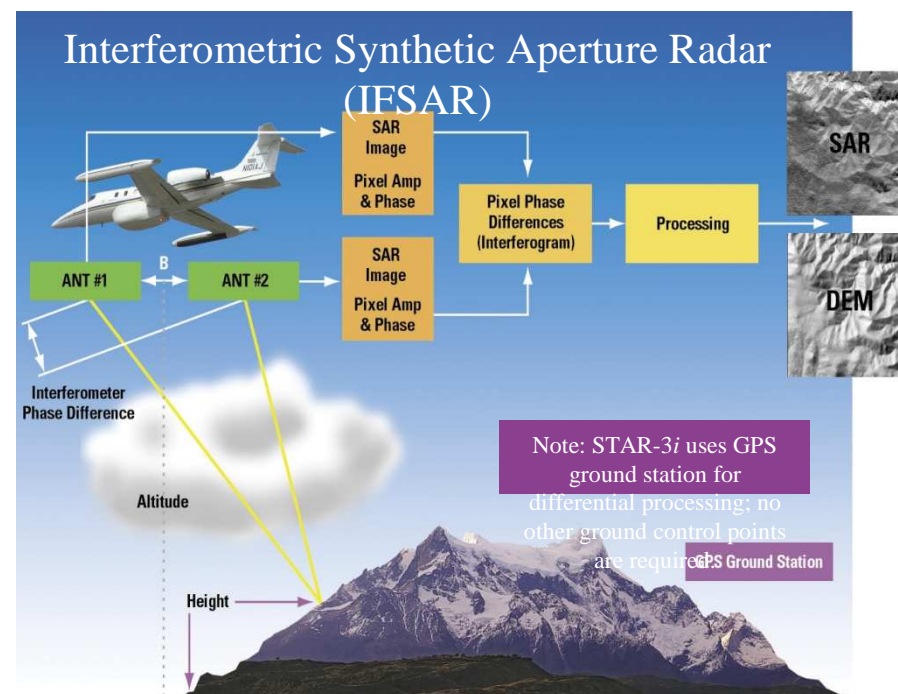 Interferometric Synthetic Aperture Radar
(IFSAR)
SAR
Image
Pixel Amp
& Phase
SAR
Image
Pixel Amp
& Phase
Pixel Phase
Differences
(Interferogram)
Processing
SAR
DEM
N101AJ
ANT #1
B
ANT #2
Interferometer
Phase Difference
Altitude
Height
Note: STAR-3i uses GPS
ground station for
differential processing; no
other ground control points
are required.
GPS Ground Station